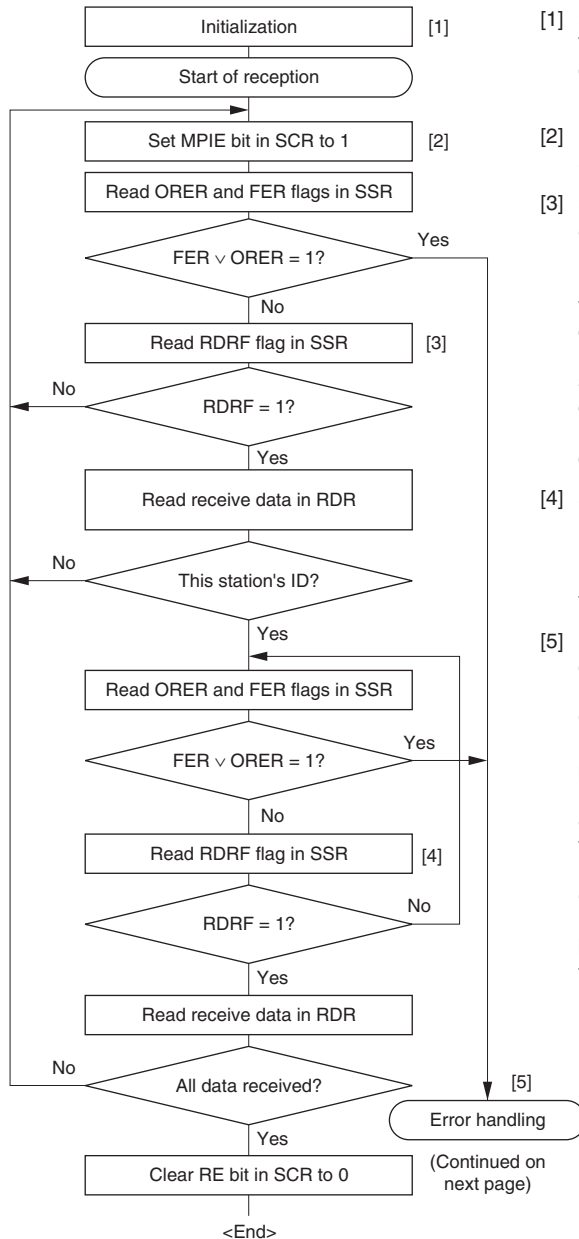 Initialization [1] [1]
Start of reception
Set MPIE bit in SCR to 1 [2] [2]
Read ORER and FER flags in SSR
[3]
Yes
FER ∨ ORER = 1?
No
Read RDRF flag in SSR [3]
No
RDRF = 1?
Yes
Read receive data in RDR [4]
No
This station's ID?
Yes
[5]
Read ORER and FER flags in SSR
Yes
FER ∨ ORER = 1?
No
Read RDRF flag in SSR [4]
No
RDRF = 1?
Yes
Read receive data in RDR
No
All data received?
[5]
Error handling
Yes
(Continued on
next page)
Clear RE bit in SCR to 0
<End>